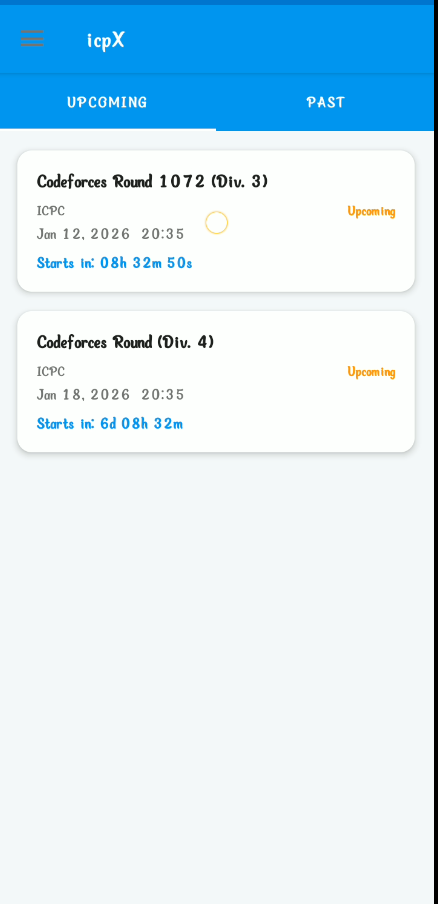 icpX
UPCOMING PAST
Codeforces Round 1072 (Div. 3)
ICPC Upcoming
Jan 12, 2026 20:35
Starts in: 08h 32m 50s
Codeforces Round (Div. 4)
ICPC Upcoming
Jan 18, 2026 20:35
Starts in: 6d 08h 32m